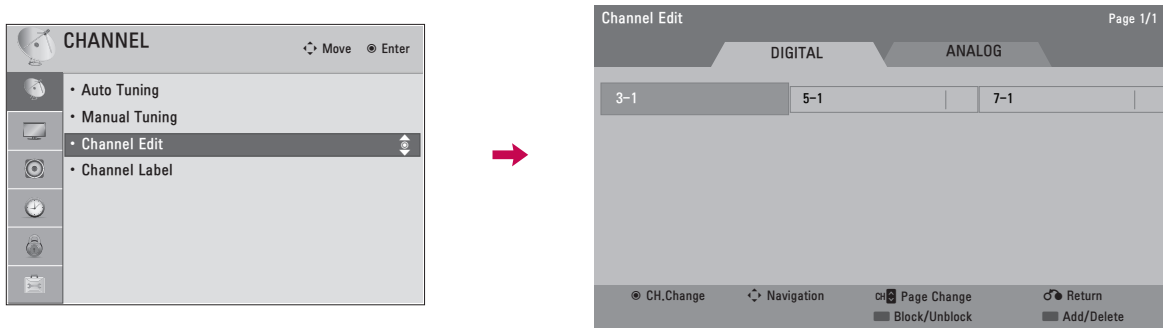 CHANNEL
Move
Enter
• Auto Tuning
• Manual Tuning
• Channel Edit
• Channel Label
Channel Edit
Page 1/1
DIGITAL
ANALOG
3-1
5-1
7-1
CH.Change
Navigation
CH Page Change
Return
Block/Unblock
Add/Delete